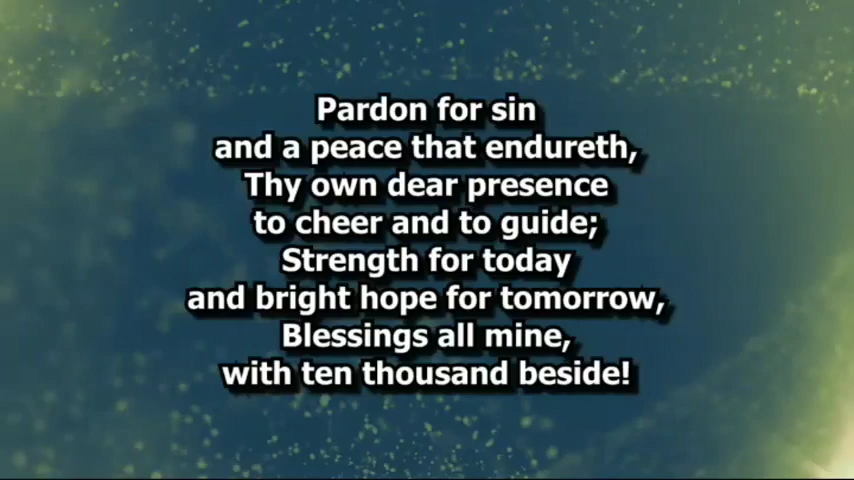 Pardon for sin
and a peace that endureth,
Thy own dear presence
to cheer and to guide;
Strength for today
and bright hope for tomorrow,
Blessings all mine,
with ten thousand beside!